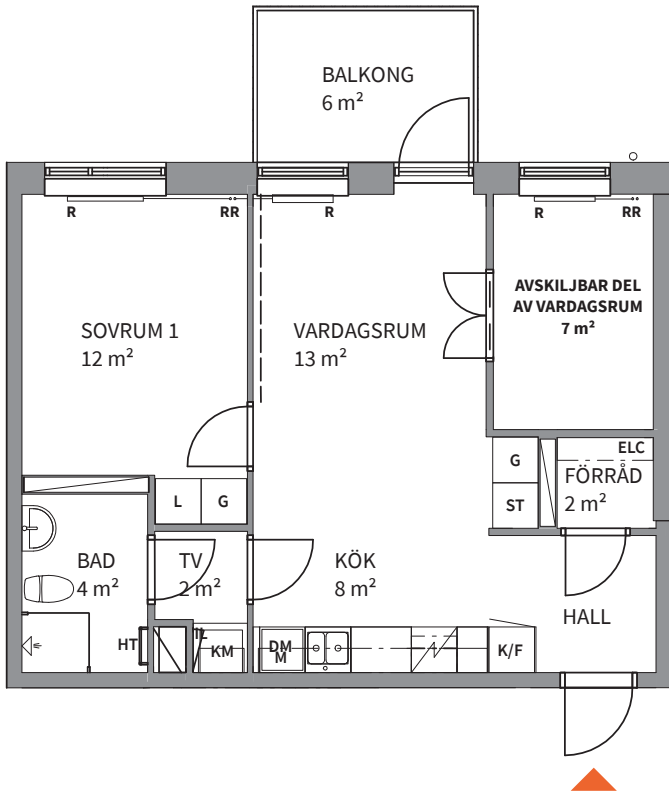 BALKONG
6 m²
R
RR
R
R
RR
SOVRUM 1
12 m²
VARDAGSRUM
13 m²
AVSKILJBAR DEL
AV VARDAGSRUM
7 m²
L
G
G
ST
ELC
FÖRRÅD
2 m²
BAD
4 m²
TV
2 m²
KÖK
8 m²
HALL
HT
TL
KM
DM
M
K/F